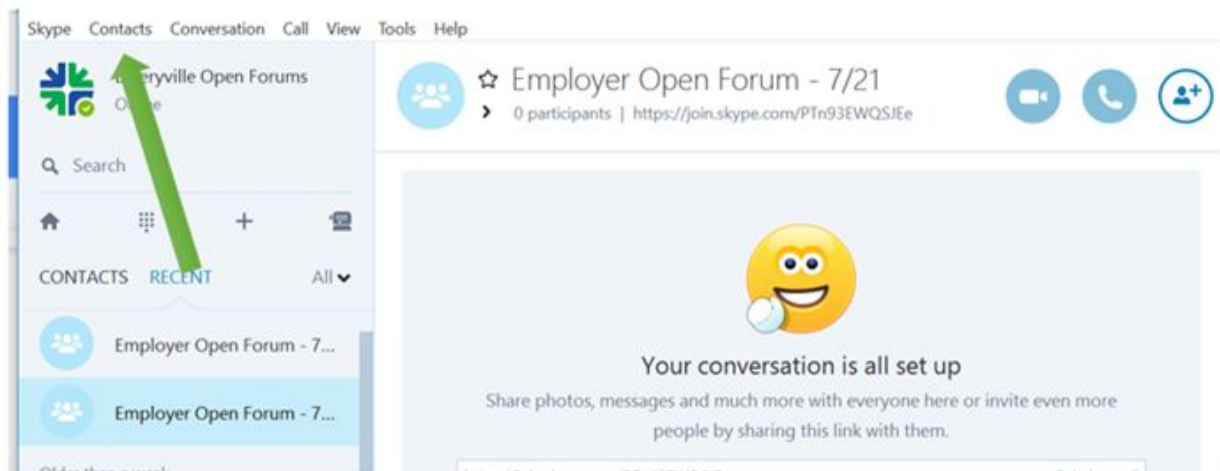 Skype Contacts Conversation Call View Tools Help
Open Forums
Search
CONTACTS RECENT All
Employer Open Forum - 7...
Employer Open Forum - 7...
Employer Open Forum - 7/21
0 participants | https://join.skype.com/PTn93EWQSJEe
Your conversation is all set up
Share photos, messages and much more with everyone here or invite even more
people by sharing this link with them.